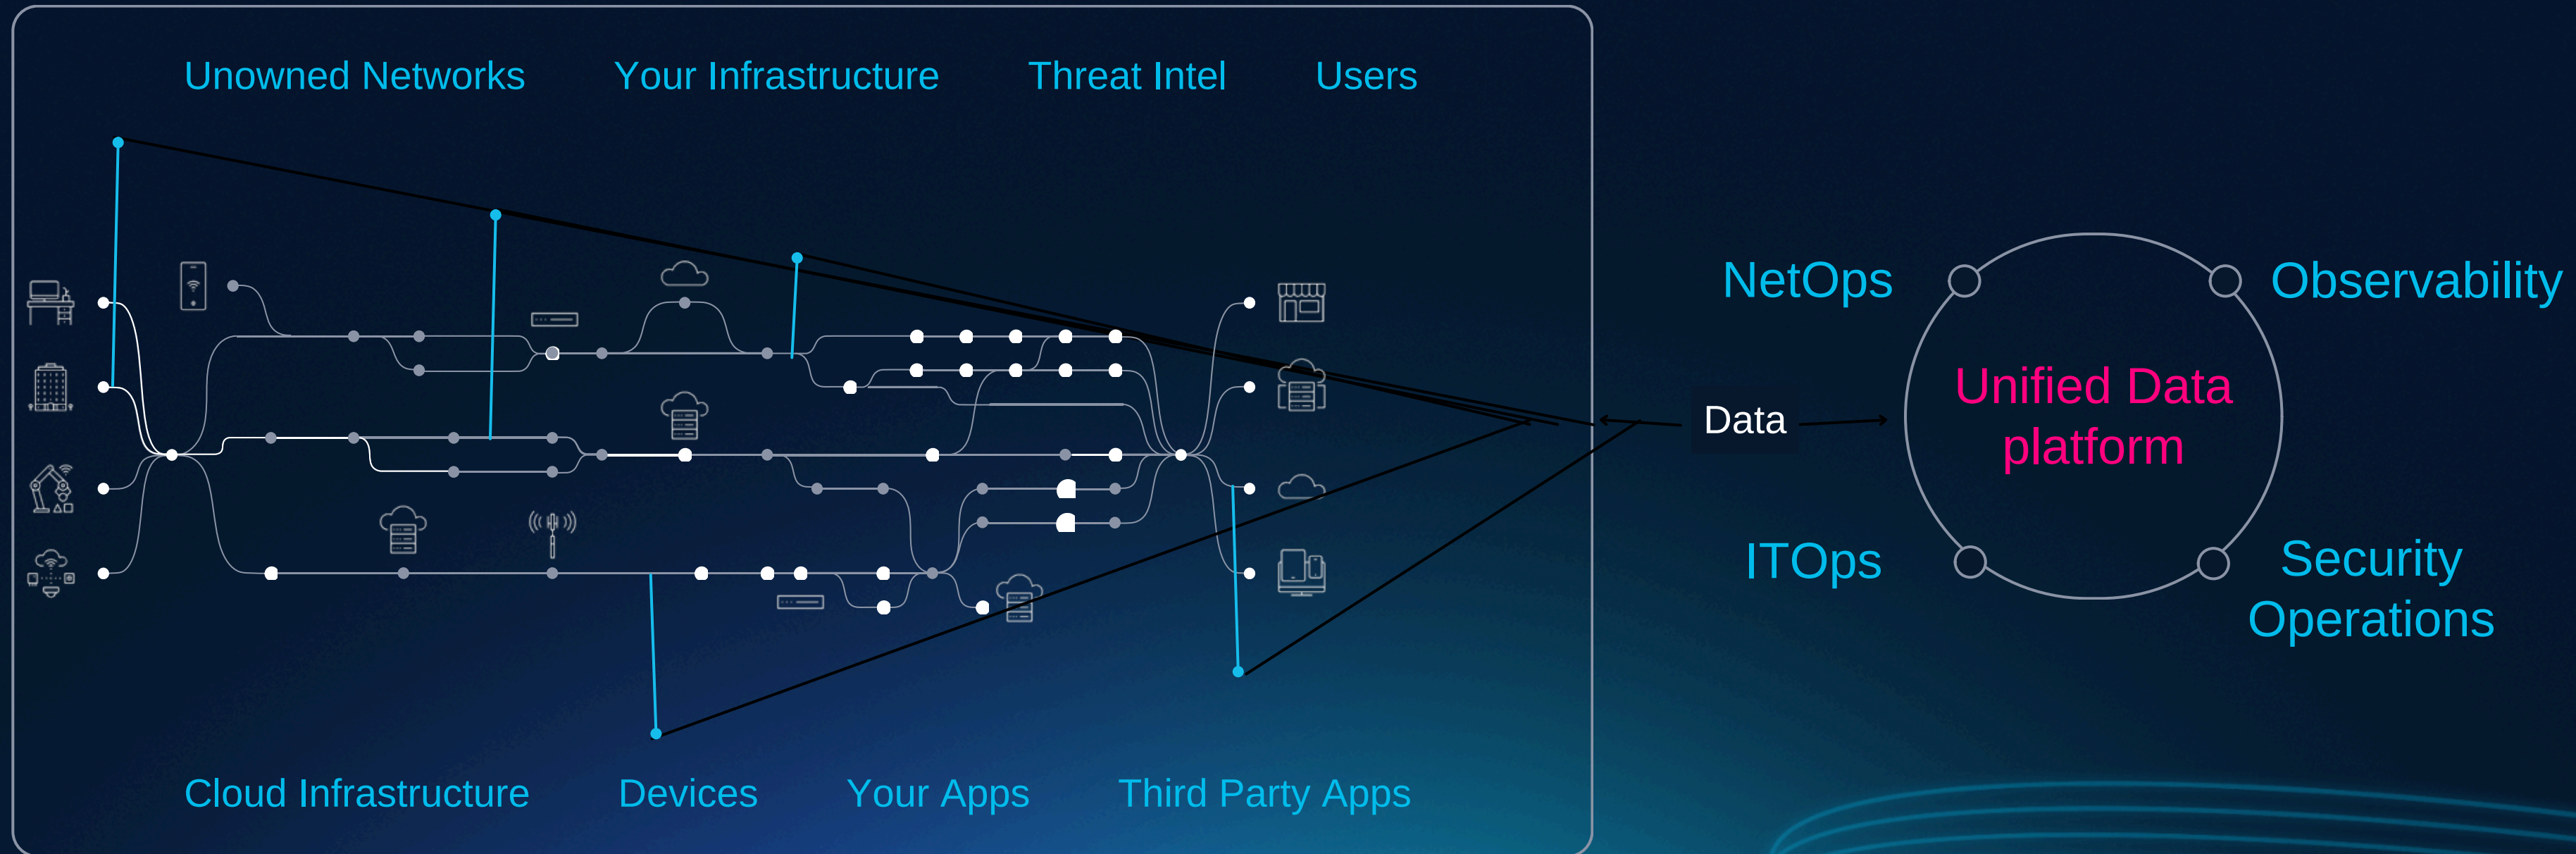 Unowned Networks
Your Infrastructure
Threat Intel
Users
Cloud Infrastructure
Devices
Your Apps
Third Party Apps
Data
NetOps
Observability
Unified Data
platform
ITOps
Security
Operations